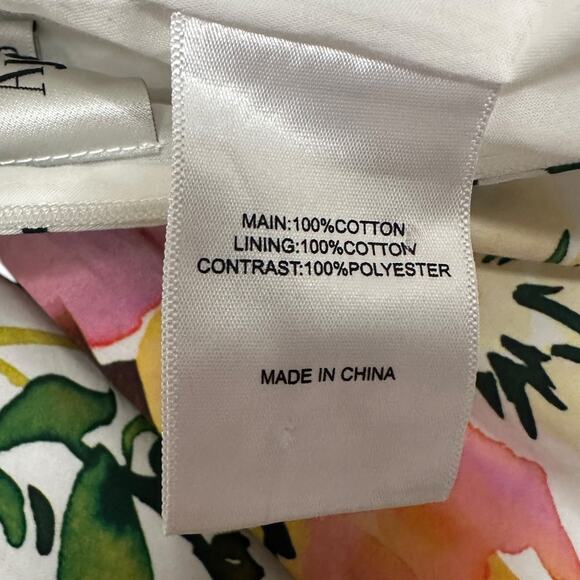 MAIN:100%COTTON
LINING:100%COTTON
CONTRAST:100%POLYESTER
MADE IN CHINA